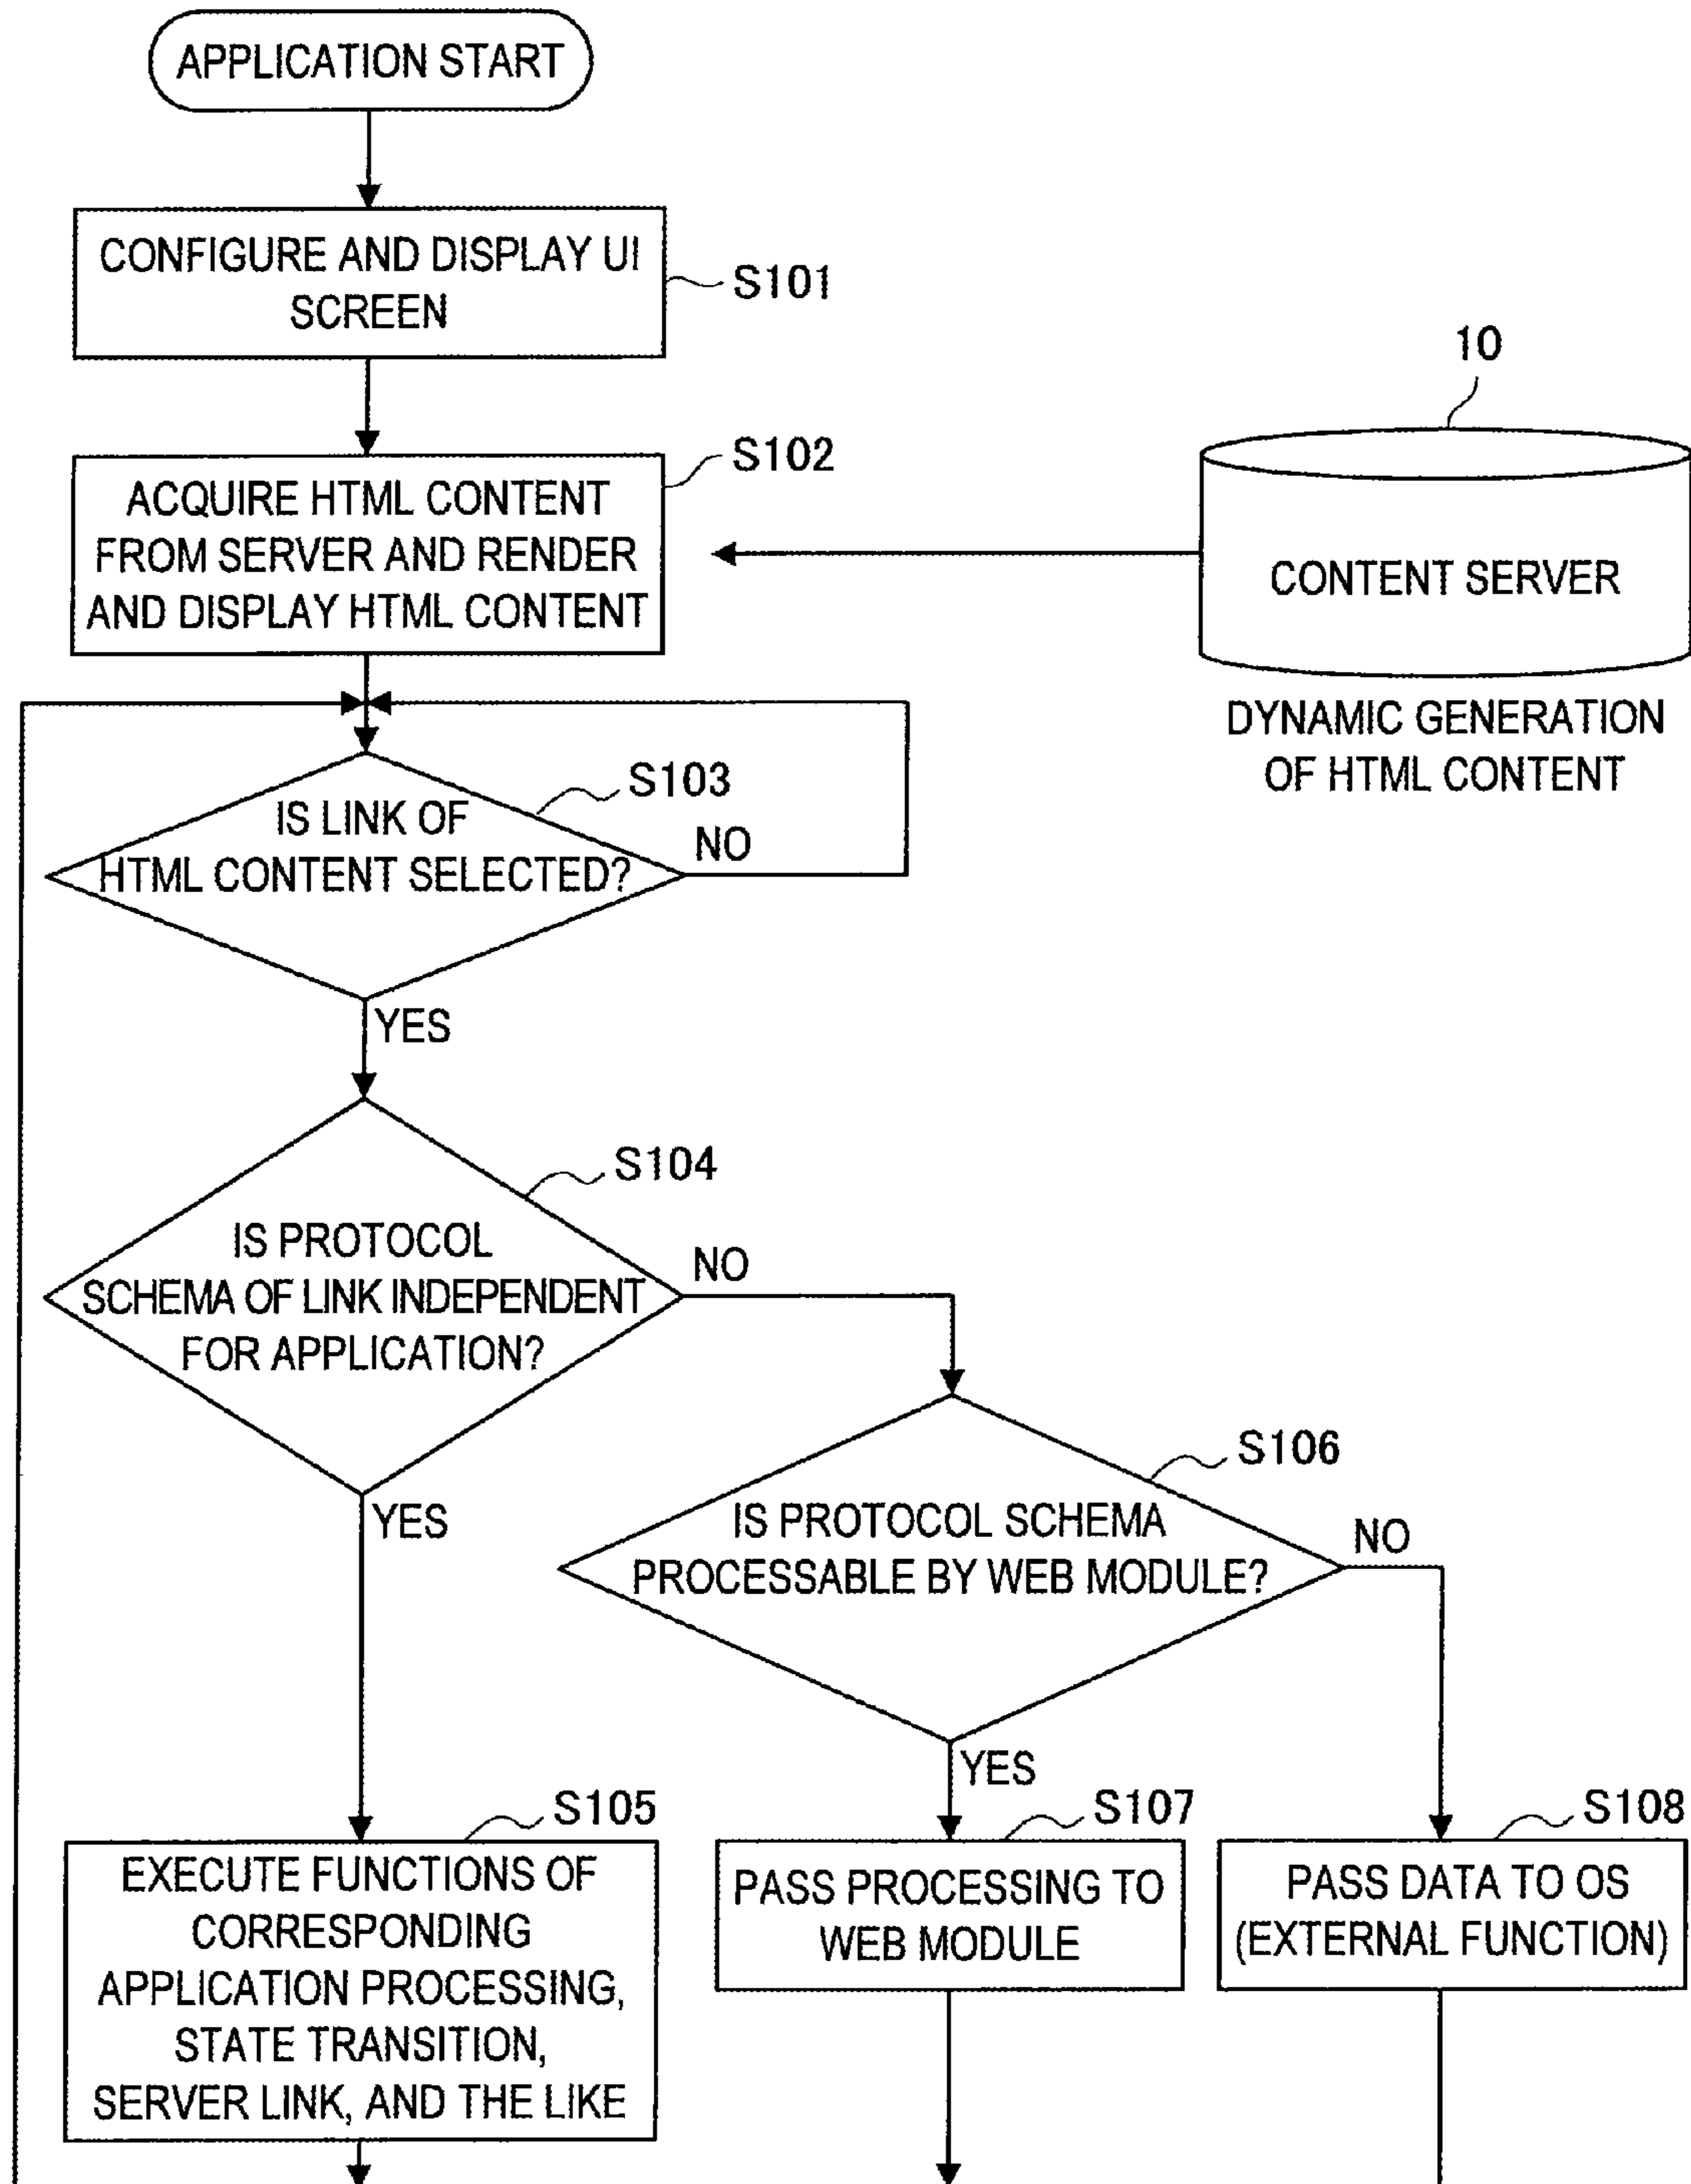 APPLICATION START
CONFIGURE AND DISPLAY UI
SCREEN
S101
10
S102
ACQUIRE HTML CONTENT
FROM SERVER AND RENDER
AND DISPLAY HTML CONTENT
CONTENT SERVER
DYNAMIC GENERATION
OF HTML CONTENT
S103
IS LINK OF
HTML CONTENT SELECTED?
NO
YES
S104
IS PROTOCOL
SCHEMA OF LINK INDEPENDENT
FOR APPLICATION?
NO
YES
S106
IS PROTOCOL SCHEMA
PROCESSABLE BY WEB MODULE?
NO
YES
S105
EXECUTE FUNCTIONS OF
CORRESPONDING
APPLICATION PROCESSING,
STATE TRANSITION,
SERVER LINK, AND THE LIKE
S107
PASS PROCESSING TO
WEB MODULE
S108
PASS DATA TO OS
(EXTERNAL FUNCTION)